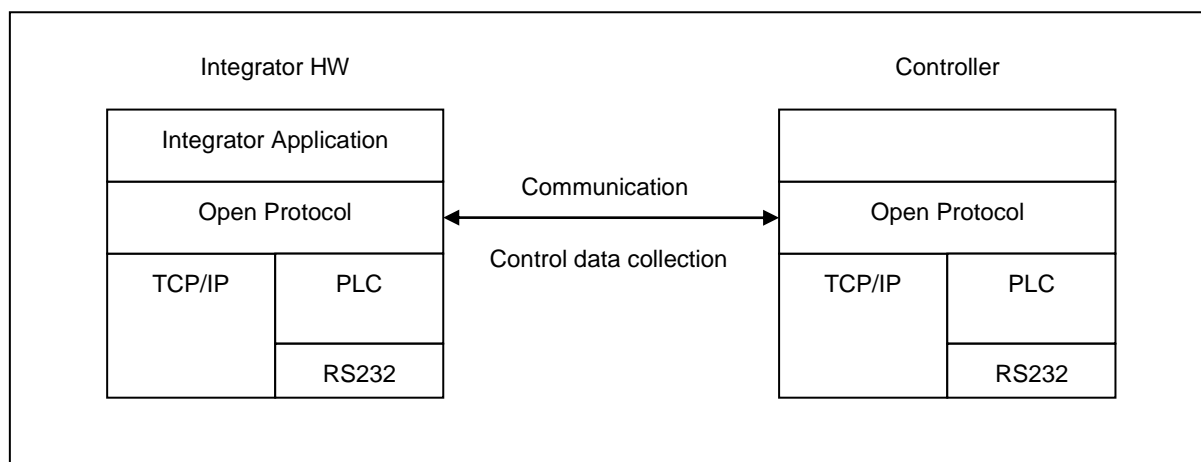 Integrator HW
Controller
Integrator Application
Communication
Open Protocol
Open Protocol
Control data collection
TCP/IP
PLC
TCP/IP
PLC
RS232
RS232